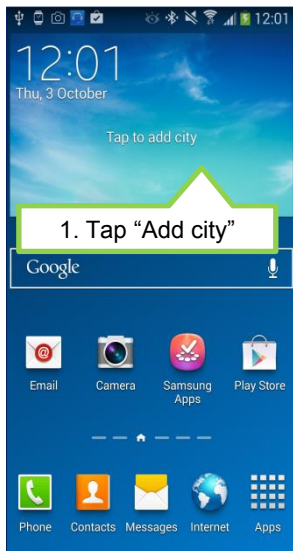 12:01
12:01
Thu, 3 October
Tap to add city
1. Tap “Add city”
Google
Email Camera Samsung Apps Play Store
Phone Contacts Messages Internet Apps